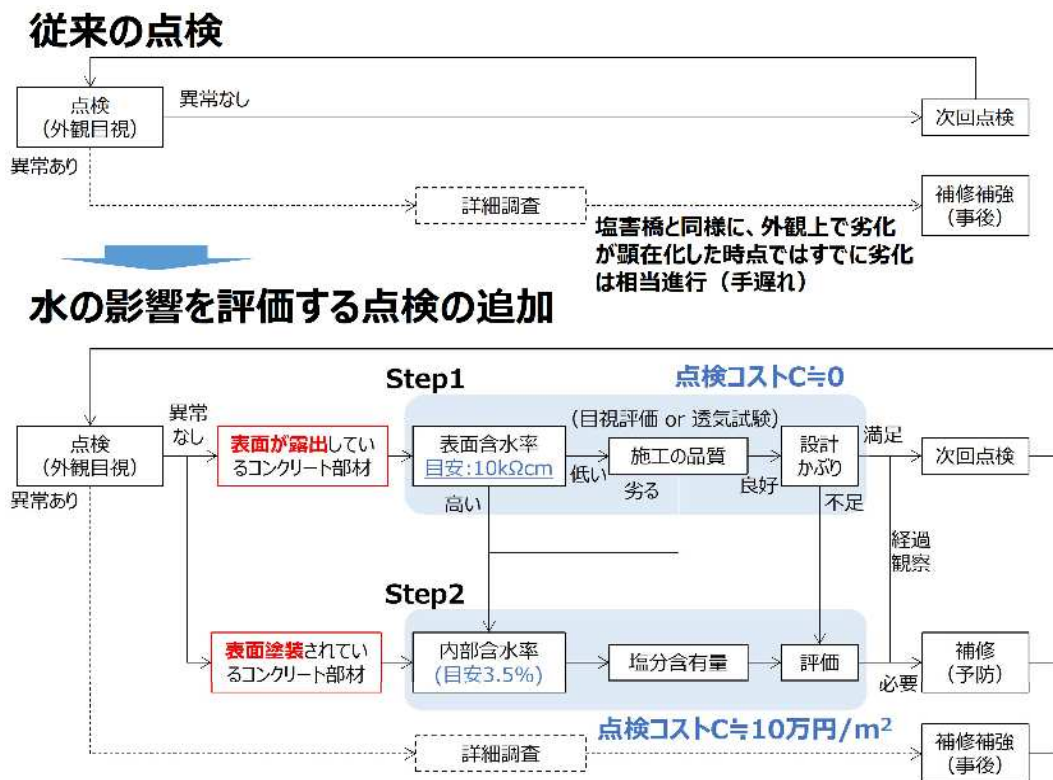 従来の点検
点検
(外観目視)
異常なし
次回点検
異常あり
詳細調査
補修補強
(事後)
塩害橋と同様に、外観上で劣化
が顕在化した時点ではすでに劣化
は相当進行（手遅れ）
水の影響を評価する点検の追加
Step1
点検コストC≒0
(目視評価 or 透気試験)
点検
(外観目視)
異常
なし
表面が露出してい
るコンクリート部材
表面含水率
目安:10kΩcm
低い
施工の品質
良好
設計
かぶり
満足
次回点検
異常あり
高い
劣る
不足
経過
観察
Step2
表面塗装されてい
るコンクリート部材
内部含水率
(目安3.5%)
塩分含有量
評価
必要
補修
(予防)
点検コストC≒10万円/m²
詳細調査
補修補強
(事後)